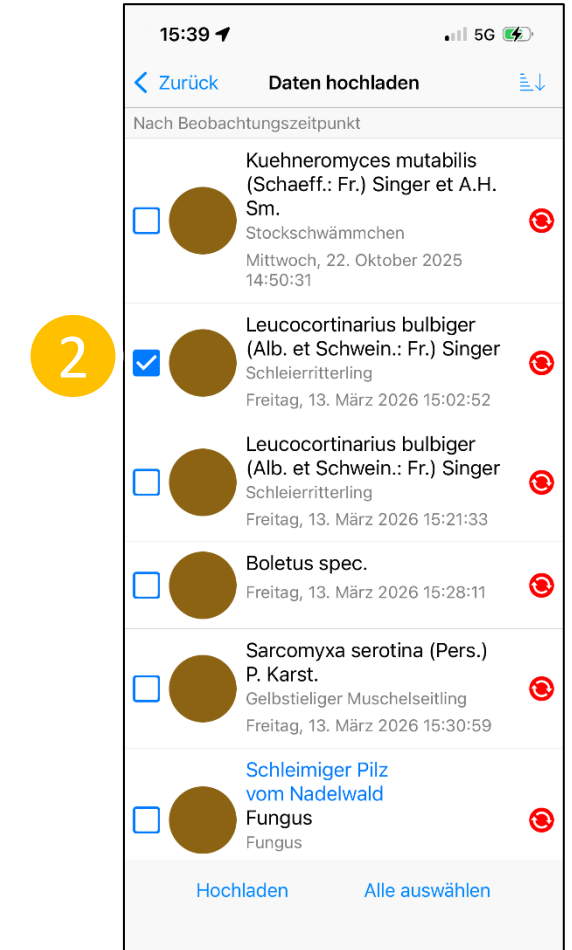 15:39
5G
Zurück
Daten hochladen
Nach Beobachtungszeitpunkt
Kuehneromyces mutabilis
(Schaeff.: Fr.) Singer et A.H.
Sm.
Stockschwämmchen
Mittwoch, 22. Oktober 2025
14:50:31
2
Leucocortinarius bulbiger
(Alb. et Schwein.: Fr.) Singer
Schleierritterling
Freitag, 13. März 2026 15:02:52
Leucocortinarius bulbiger
(Alb. et Schwein.: Fr.) Singer
Schleierritterling
Freitag, 13. März 2026 15:21:33
Boletus spec.
Freitag, 13. März 2026 15:28:11
Sarcomyxa serotina (Pers.)
P. Karst.
Gelbstieliger Muschelseitling
Freitag, 13. März 2026 15:30:59
Schleimiger Pilz
vom Nadelwald
Fungus
Fungus
Hochladen
Alle auswählen